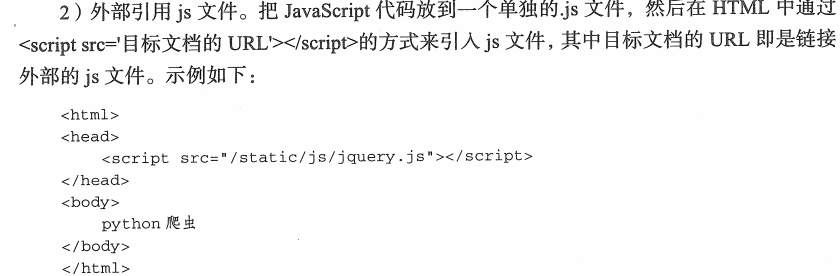 2）外部引用 js 文件。把 JavaScript 代码放到一个单独的.js 文件，然后在 HTML 中通过
<script src='目标文档的 URL'></script>的方式来引入 js 文件，其中目标文档的 URL 即是链接
外部的 js 文件。示例如下：
<html>
<head>
<script src="/static/js/jquery.js"></script>
</head>
<body>
python 爬虫
</body>
</html>